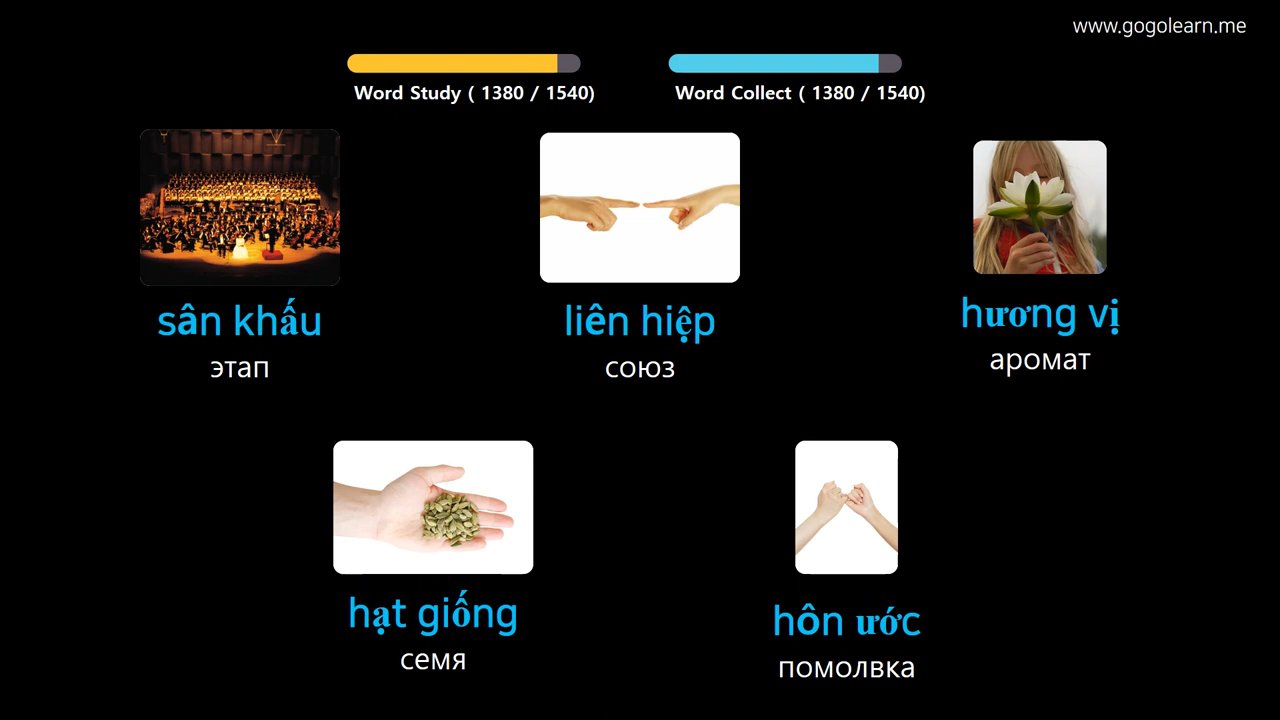 www.gogolearn.me
Word Study ( 1380 / 1540)
Word Collect ( 1380 / 1540)
sân khấu
этап
liên hiệp
союз
hương vị
аромат
hạt giống
семя
hôn ước
помолвка